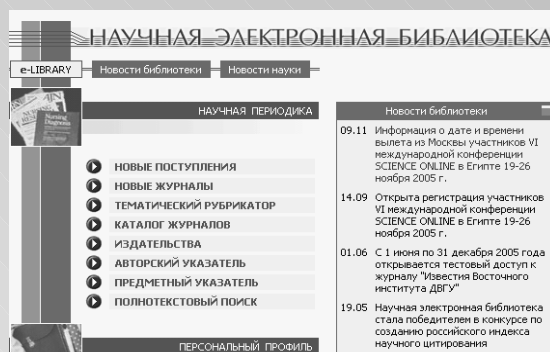 НАУЧНАЯ ЭЛЕКТРОННАЯ БИБЛИОТЕКА
e-LIBRARY
Новости библиотеки
Новости науки
Nursing
Diagnosis
НАУЧНАЯ ПЕРИОДИКА
НОВЫЕ ПОСТУПЛЕНИЯ
НОВЫЕ ЖУРНАЛЫ
ТЕМАТИЧЕСКИЙ РУБРИКАТОР
КАТАЛОГ ЖУРНАЛОВ
ИЗДАТЕЛЬСТВА
АВТОРСКИЙ УКАЗАТЕЛЬ
ПРЕДМЕТНЫЙ УКАЗАТЕЛЬ
ПОЛНОТЕКСТОВЫЙ ПОИСК
ПЕРСОНАЛЬНЫЙ ПРОФИЛЬ
Новости библиотеки
09.11 Информация о дате и времени
вылета из Москвы участников VI
международной конференции
SCIENCE ONLINE в Египте 19-26
ноября 2005 г.
14.09 Открыта регистрация участников
VI международной конференции
SCIENCE ONLINE в Египте 19-26
ноября 2005 г.
01.06 С 1 июня по 31 декабря 2005 года
открывается тестовый доступ к
журналу "Известия Восточного
института ДВГУ"
19.05 Научная электронная библиотека
стала победителем в конкурсе по
созданию российского индекса
научного цитирования